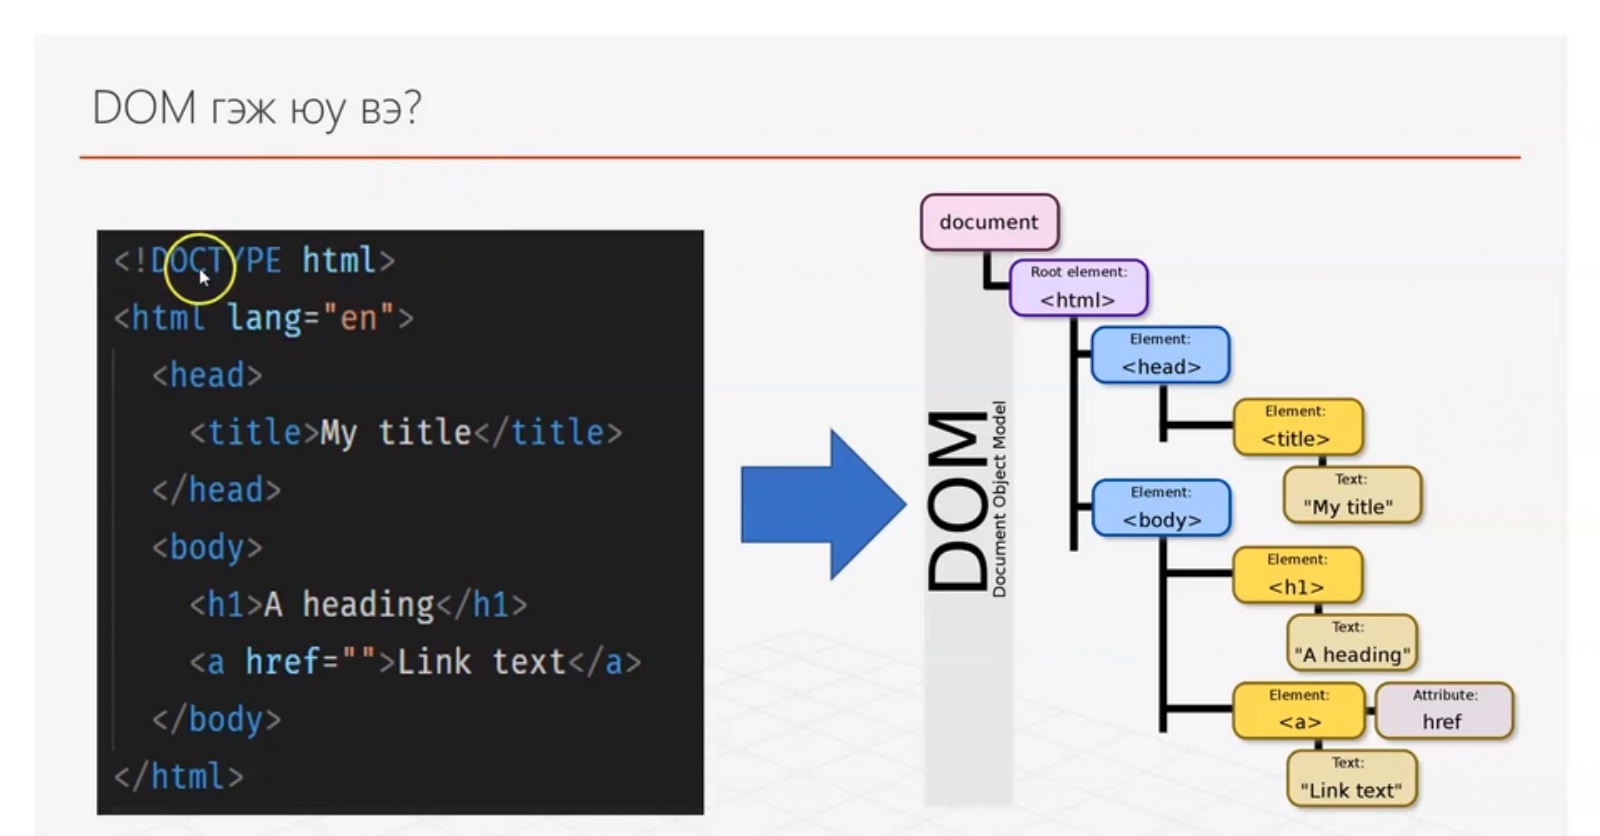 DOM гэж юу вэ?
<!DOCTYPE html>
<html lang="en">
<head>
<title>My title</title>
</head>
<body>
<h1>A heading</h1>
<a href="">Link text</a>
</body>
</html>
DOM
Document Object Model
document
Root element:
<html>
Element:
<head>
Element:
<title>
Text:
"My title"
Element:
<body>
Element:
<h1>
Text:
"A heading"
Element:
<a>
Attribute:
href
Text:
"Link text"